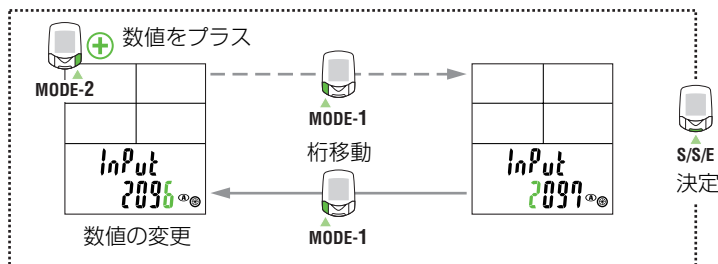 数値をプラス
MODE-2
MODE-1
桁移動
InPut
2096
InPut
2097
S/S/E
決定
数値の変更
MODE-1